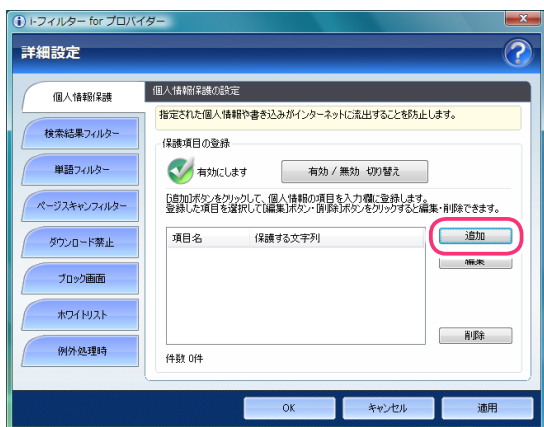 i-フィルター for プロバイダー
詳細設定
個人情報保護
検索結果フィルター
単語フィルター
ページスキャンフィルター
ダウンロード禁止
ブロック画面
ホワイトリスト
例外処理時
個人情報保護の設定
指定された個人情報や書き込みがインターネットに流出することを防止します。
保護項目の登録
有効にします
有効 / 無効 切り替え
[追加]ボタンをクリックして、個人情報の項目を入力欄に登録します。
登録した項目を選択して[編集]ボタン・[削除]ボタンをクリックすると編集・削除できます。
項目名 保護する文字列
追加
編集
削除
件数 0件
OK キャンセル 適用